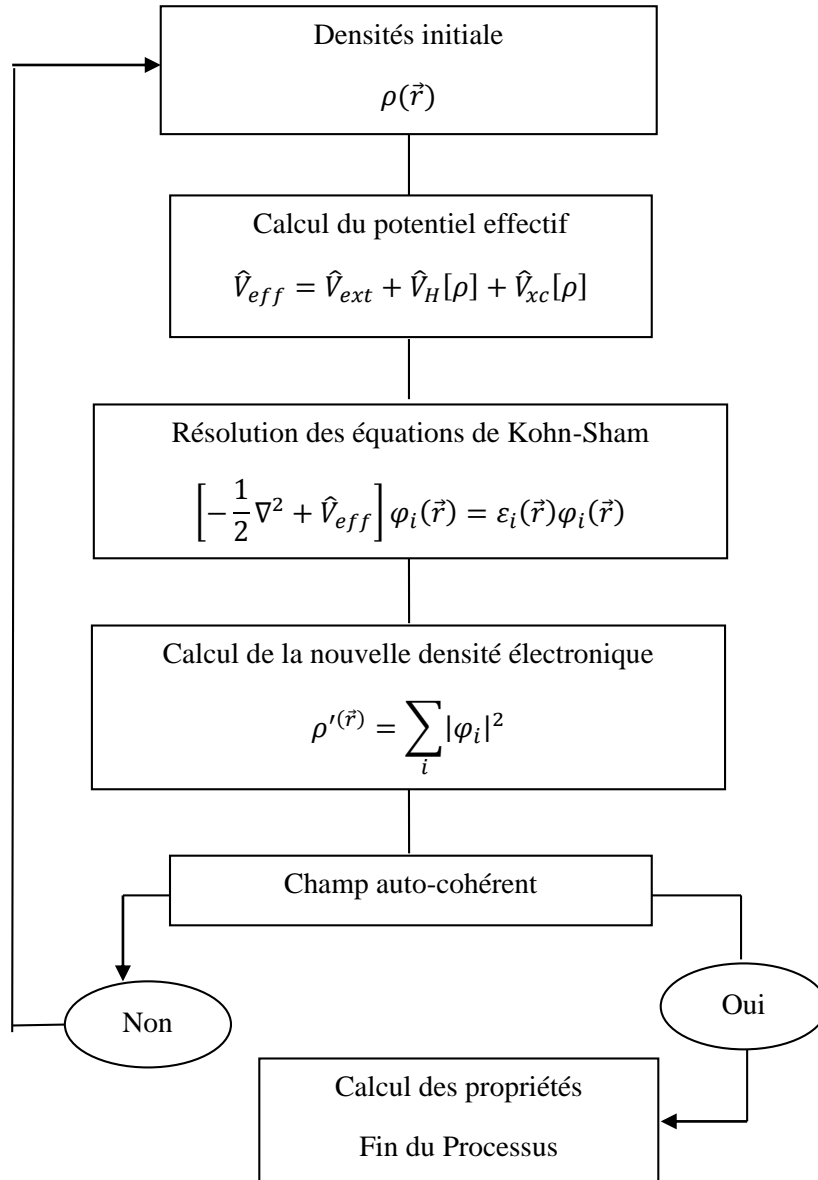 Densités initiale
ρ(r⃗)
Calcul du potentiel effectif
V̂_eff = V̂_ext + V̂_H[ρ] + V̂_xc[ρ]
Résolution des équations de Kohn-Sham
[−1/2 ∇² + V̂_eff] φ_i(r⃗) = ε_i(r⃗)φ_i(r⃗)
Calcul de la nouvelle densité électronique
ρ′^(r⃗) = ∑_i |φ_i|²
Champ auto-cohérent
Non
Oui
Calcul des propriétés
Fin du Processus